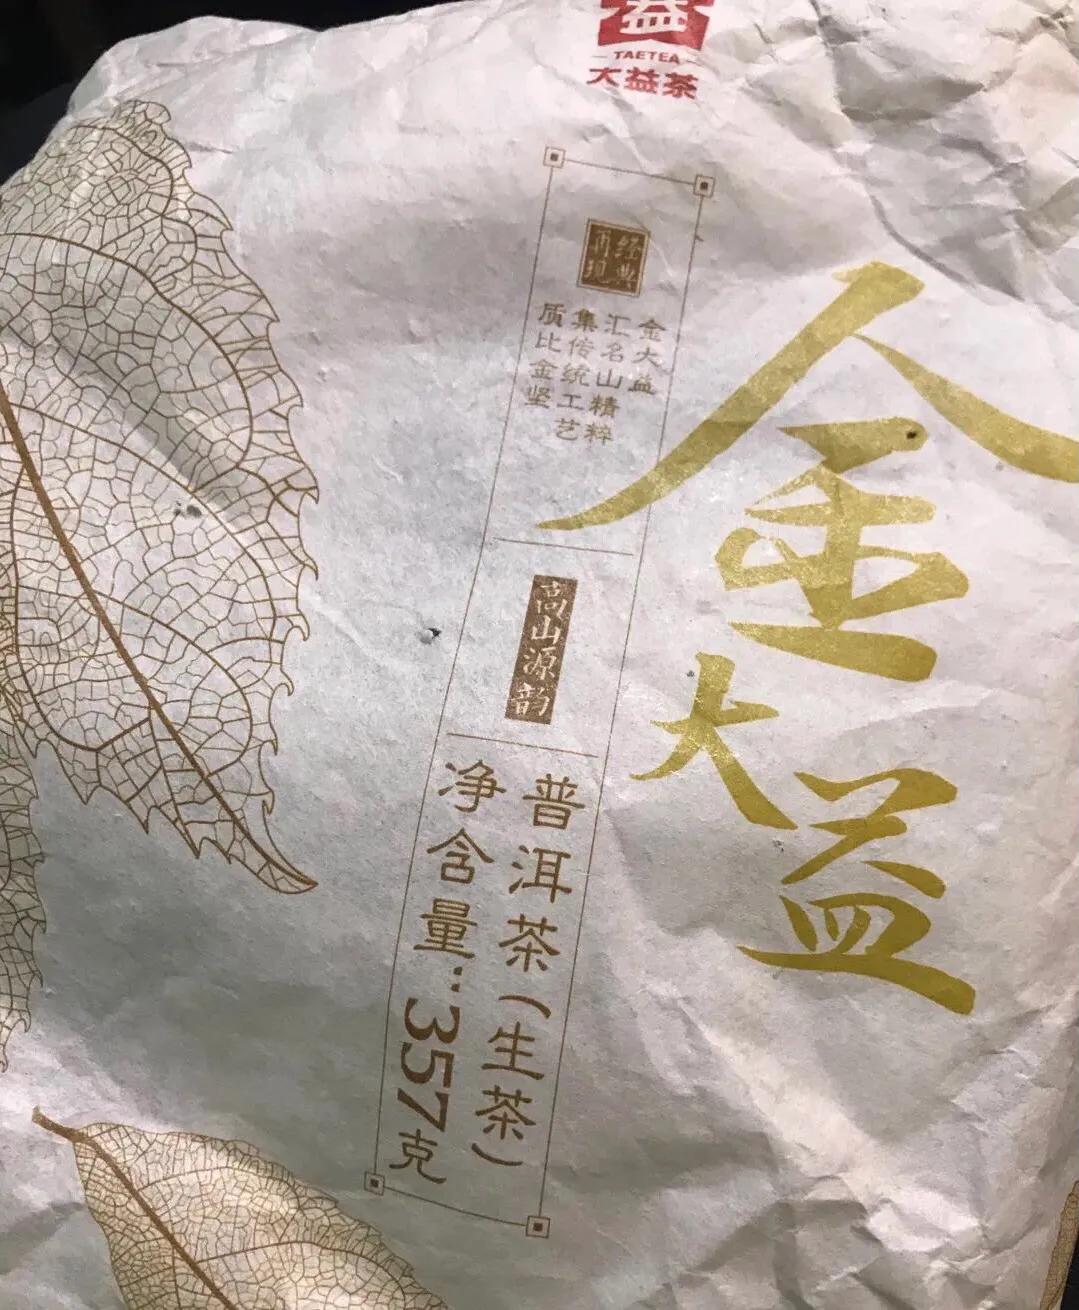 益
TAETEA
大益茶
经典
再现
金大益
汇名山精粹
集传统工艺
质比金坚
金大益
高山源韵
普洱茶(生茶)
净含量:357克